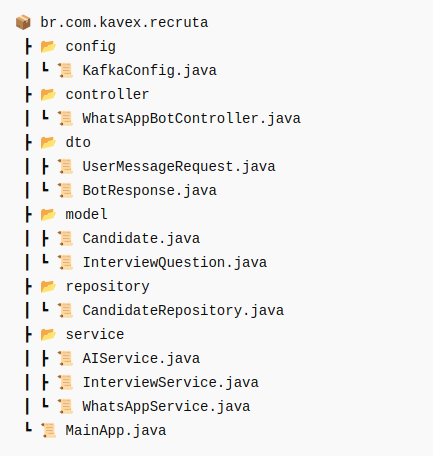 📦 br.com.kavex.recruta
┣ 📂 config
┃ ┗ 📜 KafkaConfig.java
┣ 📂 controller
┃ ┗ 📜 WhatsAppBotController.java
┣ 📂 dto
┃ ┣ 📜 UserMessageRequest.java
┃ ┗ 📜 BotResponse.java
┣ 📂 model
┃ ┣ 📜 Candidate.java
┃ ┗ 📜 InterviewQuestion.java
┣ 📂 repository
┃ ┗ 📜 CandidateRepository.java
┣ 📂 service
┃ ┣ 📜 AIService.java
┃ ┣ 📜 InterviewService.java
┃ ┗ 📜 WhatsAppService.java
┗ 📜 MainApp.java